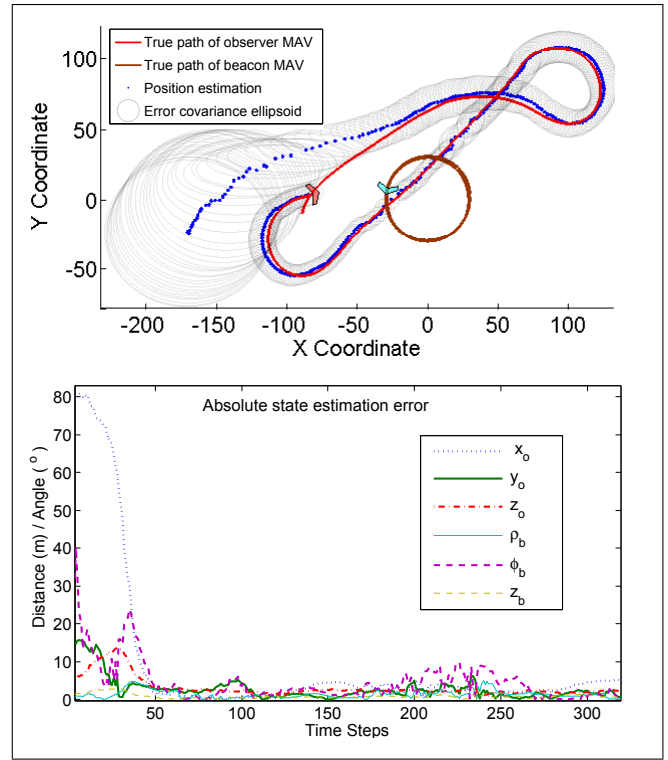 True path of observer MAV
True path of beacon MAV
Position estimation
Error covariance ellipsoid
100
50
0
-50
Y Coordinate
-200
-150
-100
-50
0
50
100
X Coordinate
Absolute state estimation error
80
70
60
50
40
30
20
10
0
Distance (m) / Angle ( ° )
x_o
y_o
z_o
ρ_b
ϕ_b
z_b
50
100
150
200
250
300
Time Steps